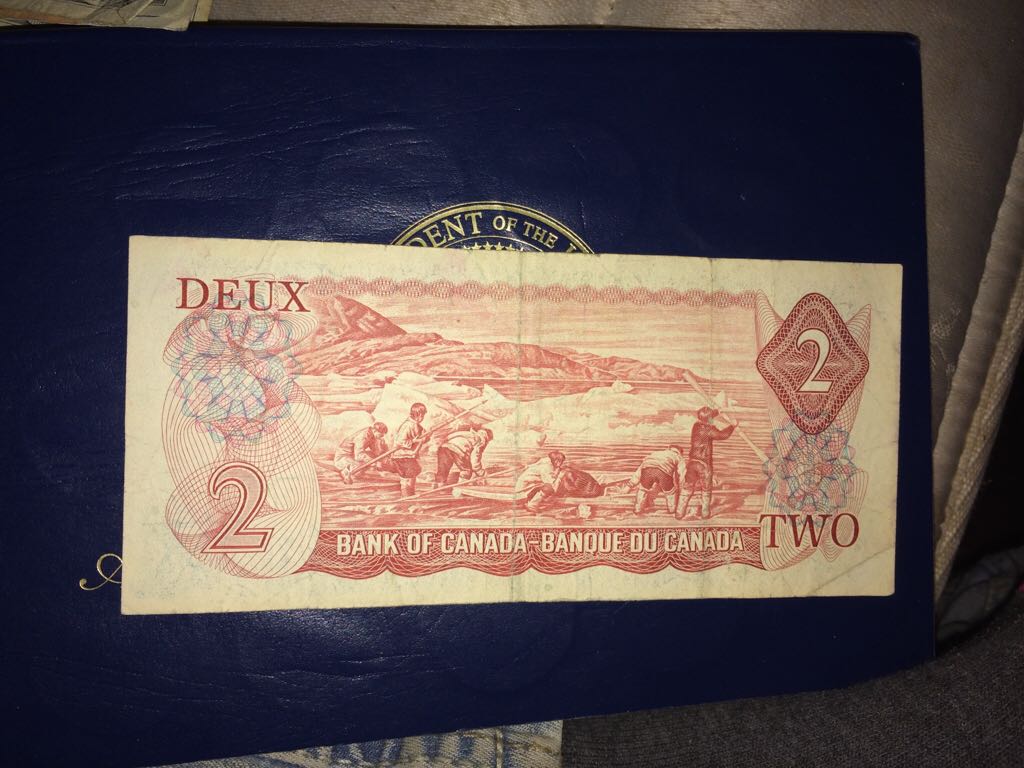 DENT OF THE
DEUX
2
2
BANK OF CANADA-BANQUE DU CANADA
TWO